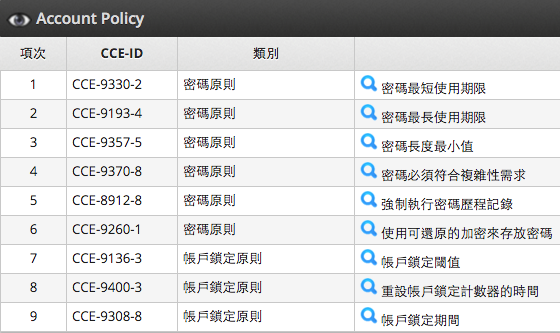 Account Policy
項次 CCE-ID 類別
1 CCE-9330-2 密碼原則 密碼最短使用期限
2 CCE-9193-4 密碼原則 密碼最長使用期限
3 CCE-9357-5 密碼原則 密碼長度最小值
4 CCE-9370-8 密碼原則 密碼必須符合複雜性需求
5 CCE-8912-8 密碼原則 強制執行密碼歷程記錄
6 CCE-9260-1 密碼原則 使用可還原的加密來存放密碼
7 CCE-9136-3 帳戶鎖定原則 帳戶鎖定閾值
8 CCE-9400-3 帳戶鎖定原則 重設帳戶鎖定計數器的時間
9 CCE-9308-8 帳戶鎖定原則 帳戶鎖定期間